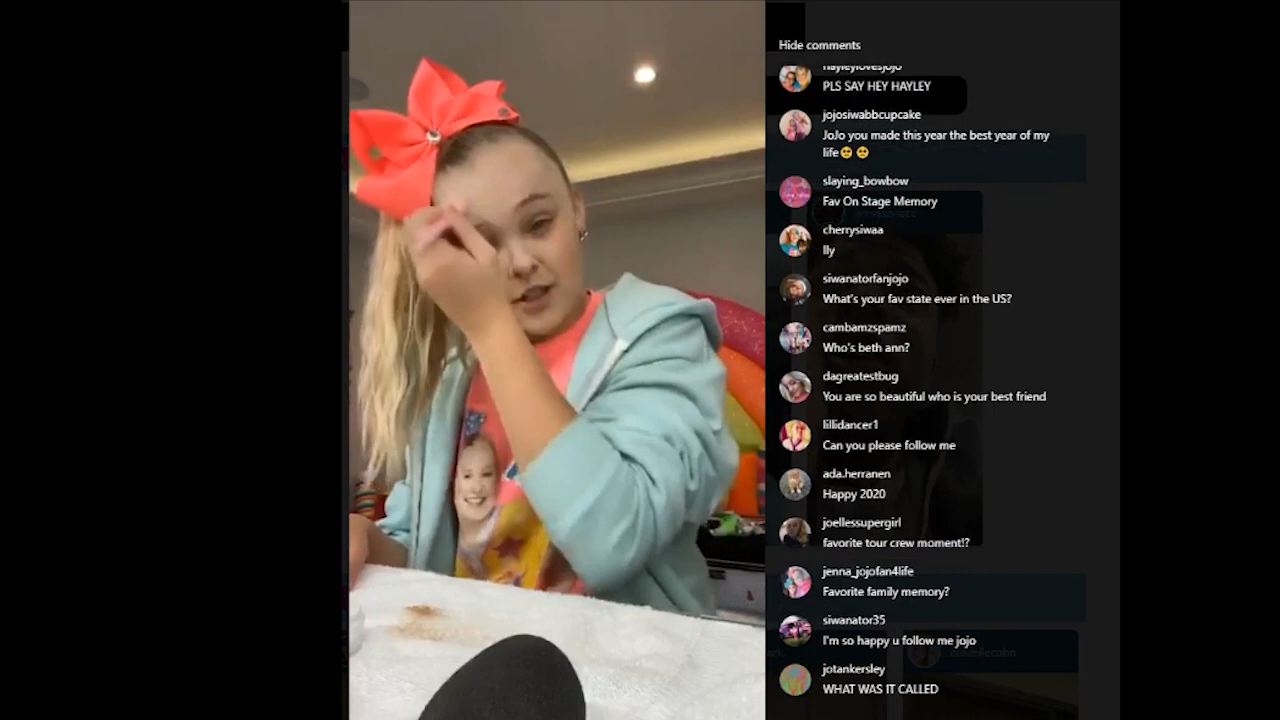 Hide comments
hayleylovesjojo
PLS SAY HEY HAYLEY
jojosiwabbcupcake
JoJo you made this year the best year of my
life🥺 🥺
slaying_bowbow
Fav On Stage Memory
cherrysiwaa
Ily
siwanatorfanjojo
What's your fav state ever in the US?
cambamzspamz
Who's beth ann?
dagreatestbug
You are so beautiful who is your best friend
lillidancer1
Can you please follow me
ada.herranen
Happy 2020
joellessupergirl
favorite tour crew moment!?
jenna_jojofan4life
Favorite family memory?
siwanator35
I'm so happy u follow me jojo
jotankersley
WHAT WAS IT CALLED